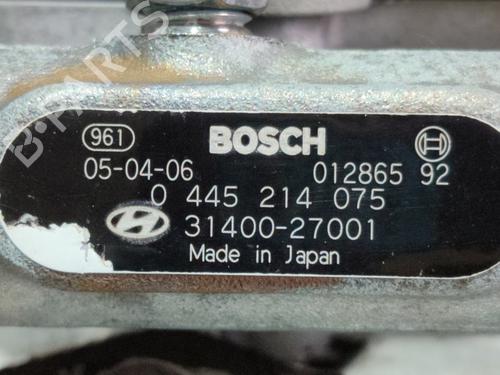 961 BOSCH
05-04-06 012865 92
0 445 214 075
31400-27001
Made in Japan
B-PARTS